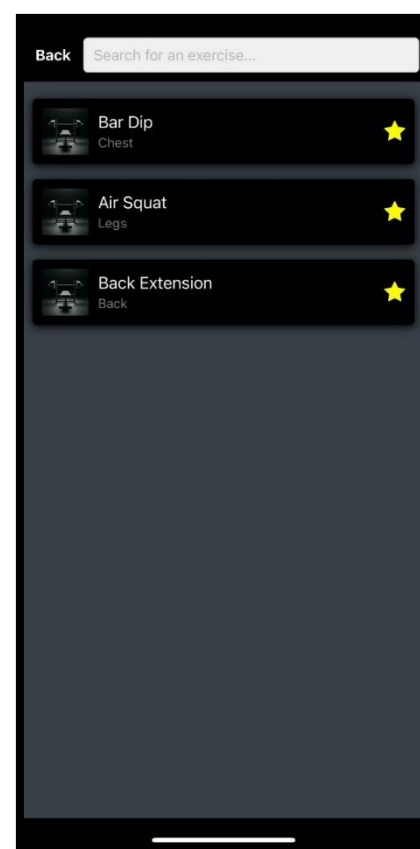 Back
Search for an exercise...
Bar Dip
Chest
Air Squat
Legs
Back Extension
Back